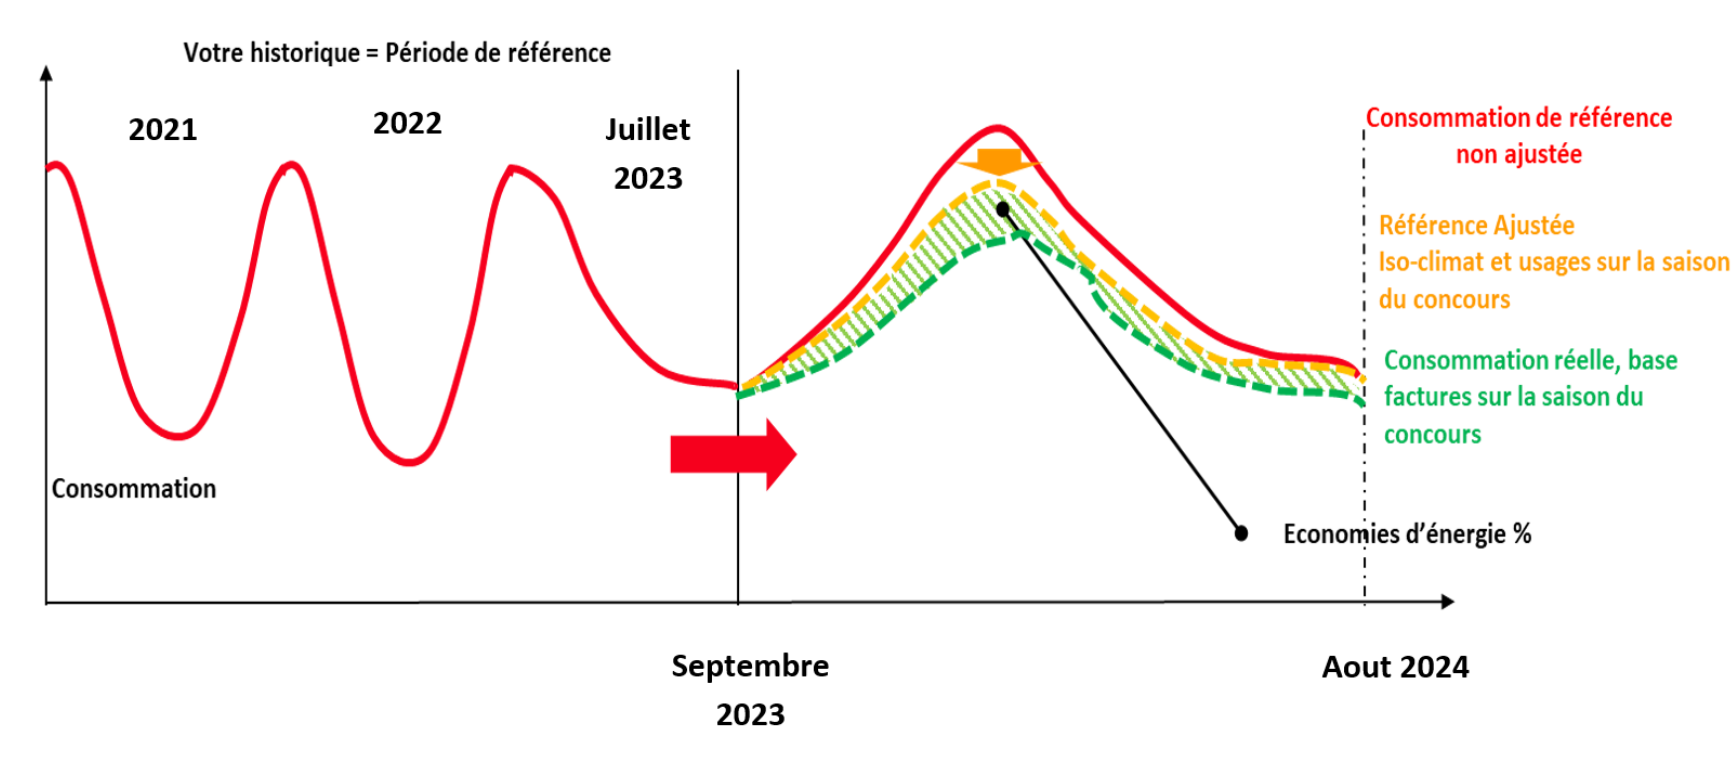 Votre historique = Période de référence
2021
2022
Juillet
2023
Consommation de référence
non ajustée
Référence Ajustée
Iso-climat et usages sur la saison
du concours
Consommation réelle, base
factures sur la saison du
concours
Consommation
Economies d’énergie %
Septembre
2023
Aout 2024